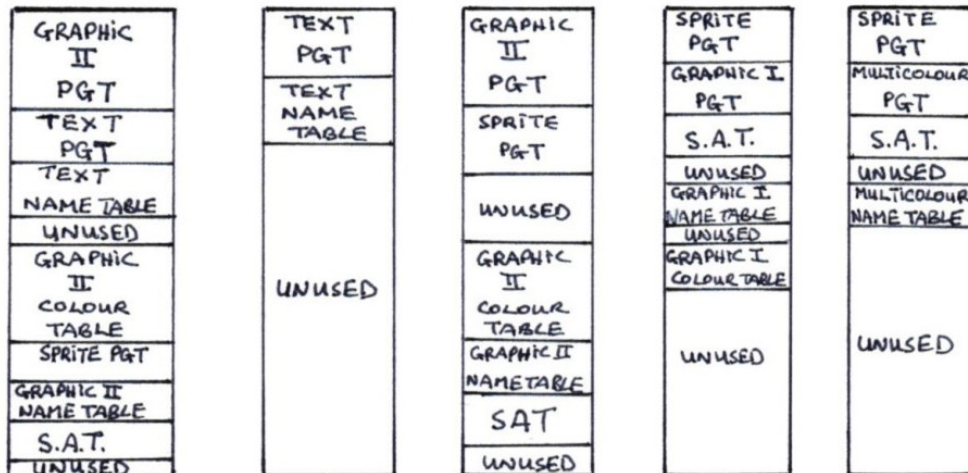 GRAPHIC
II
PGT
TEXT
PGT
TEXT
NAME TABLE
UNUSED
GRAPHIC
II
COLOUR
TABLE
SPRITE PGT
GRAPHIC II
NAME TABLE
S.A.T.
UNUSED
TEXT
PGT
TEXT
NAME
TABLE
UNUSED
GRAPHIC
II
PGT
SPRITE
PGT
UNUSED
GRAPHIC
II
COLOUR
TABLE
GRAPHIC II
NAME TABLE
SAT
UNUSED
SPRITE
PGT
GRAPHIC I
PGT
S.A.T.
UNUSED
GRAPHIC I
NAME TABLE
UNUSED
GRAPHIC I
COLOUR TABLE
UNUSED
SPRITE
PGT
MULTICOLOUR
PGT
S.A.T.
UNUSED
MULTICOLOUR
NAME TABLE
UNUSED